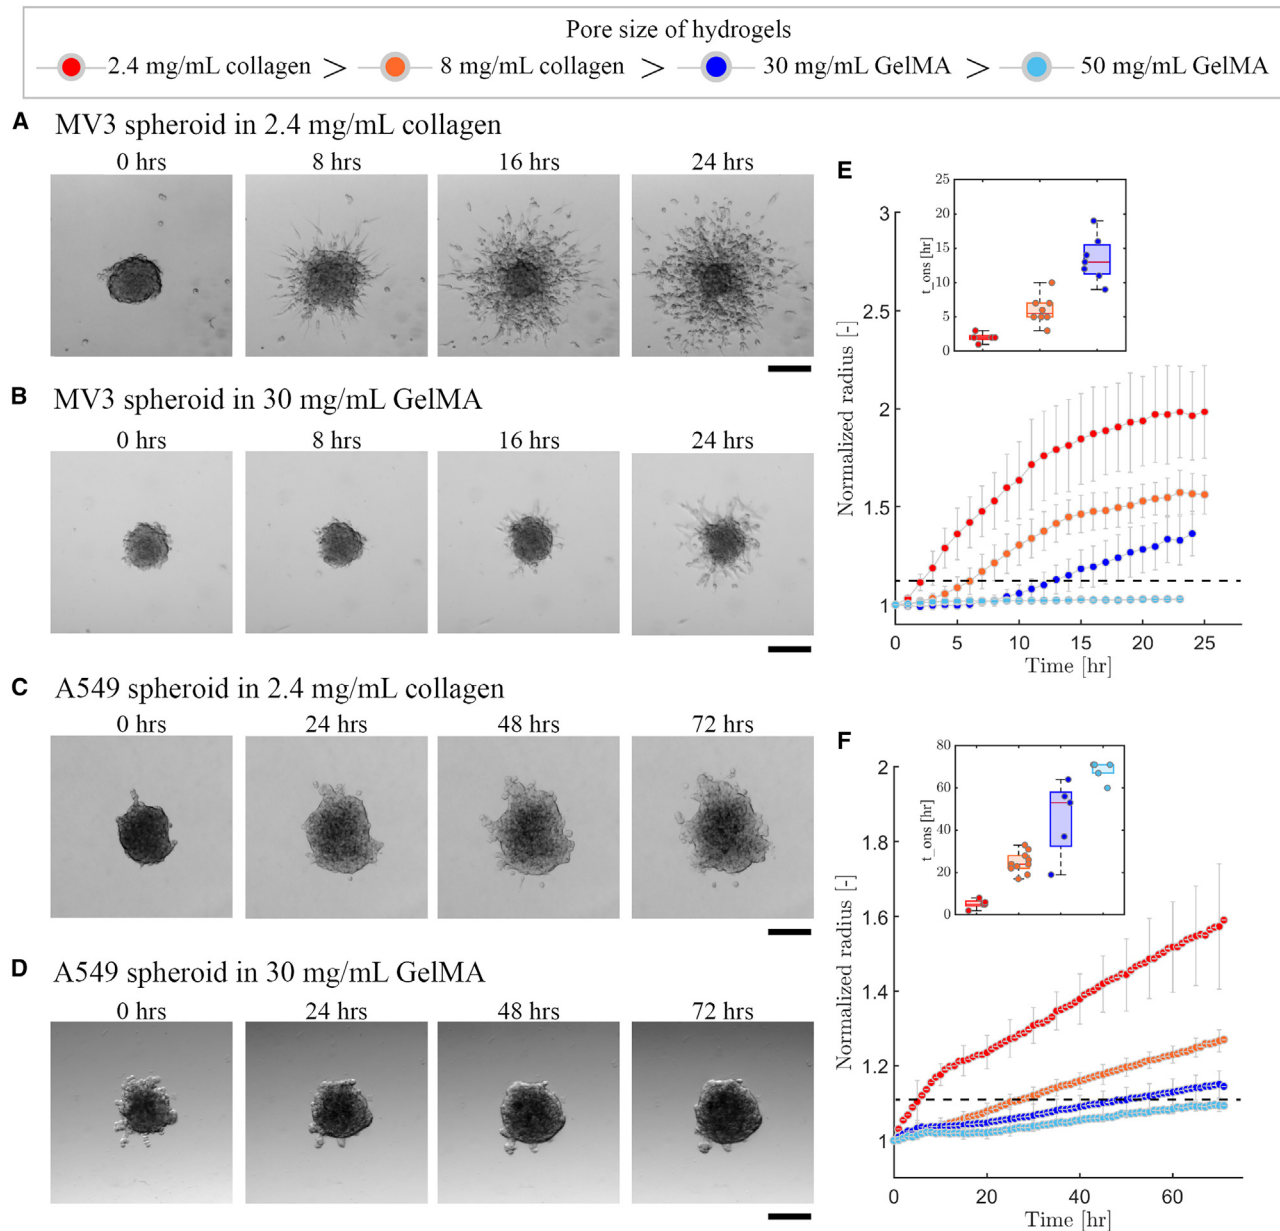 Pore size of hydrogels
2.4 mg/mL collagen > 8 mg/mL collagen > 30 mg/mL GelMA > 50 mg/mL GelMA
A MV3 spheroid in 2.4 mg/mL collagen
0 hrs 8 hrs 16 hrs 24 hrs
B MV3 spheroid in 30 mg/mL GelMA
0 hrs 8 hrs 16 hrs 24 hrs
C A549 spheroid in 2.4 mg/mL collagen
0 hrs 24 hrs 48 hrs 72 hrs
D A549 spheroid in 30 mg/mL GelMA
0 hrs 24 hrs 48 hrs 72 hrs
E
25
20
15
10
5
0
t_ons [hr]
3
2.5
2
1.5
1
Normalized radius [-]
0 5 10 15 20 25
Time [hr]
F
80
60
40
20
0
t_ons [hr]
2
1.8
1.6
1.4
1.2
1
Normalized radius [-]
0 20 40 60
Time [hr]